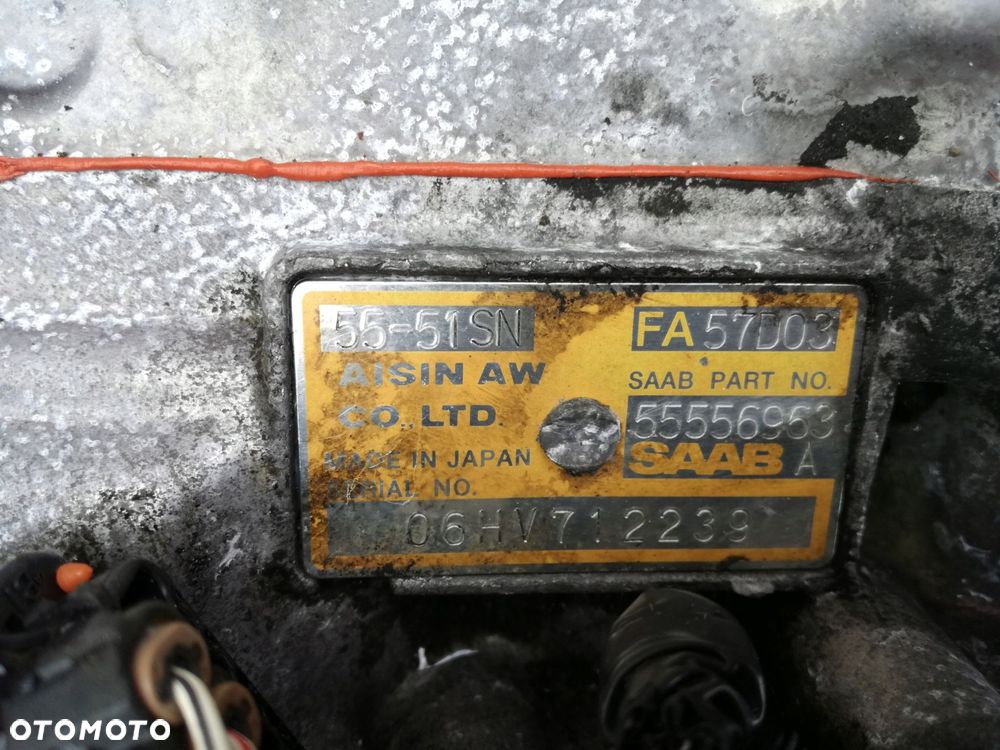 55-51SN
AISIN AW
CO.,LTD.
MADE IN JAPAN
SERIAL NO.
06HV712239
FA 57D03
SAAB PART NO.
55556963
SAAB A
OTOMOTO